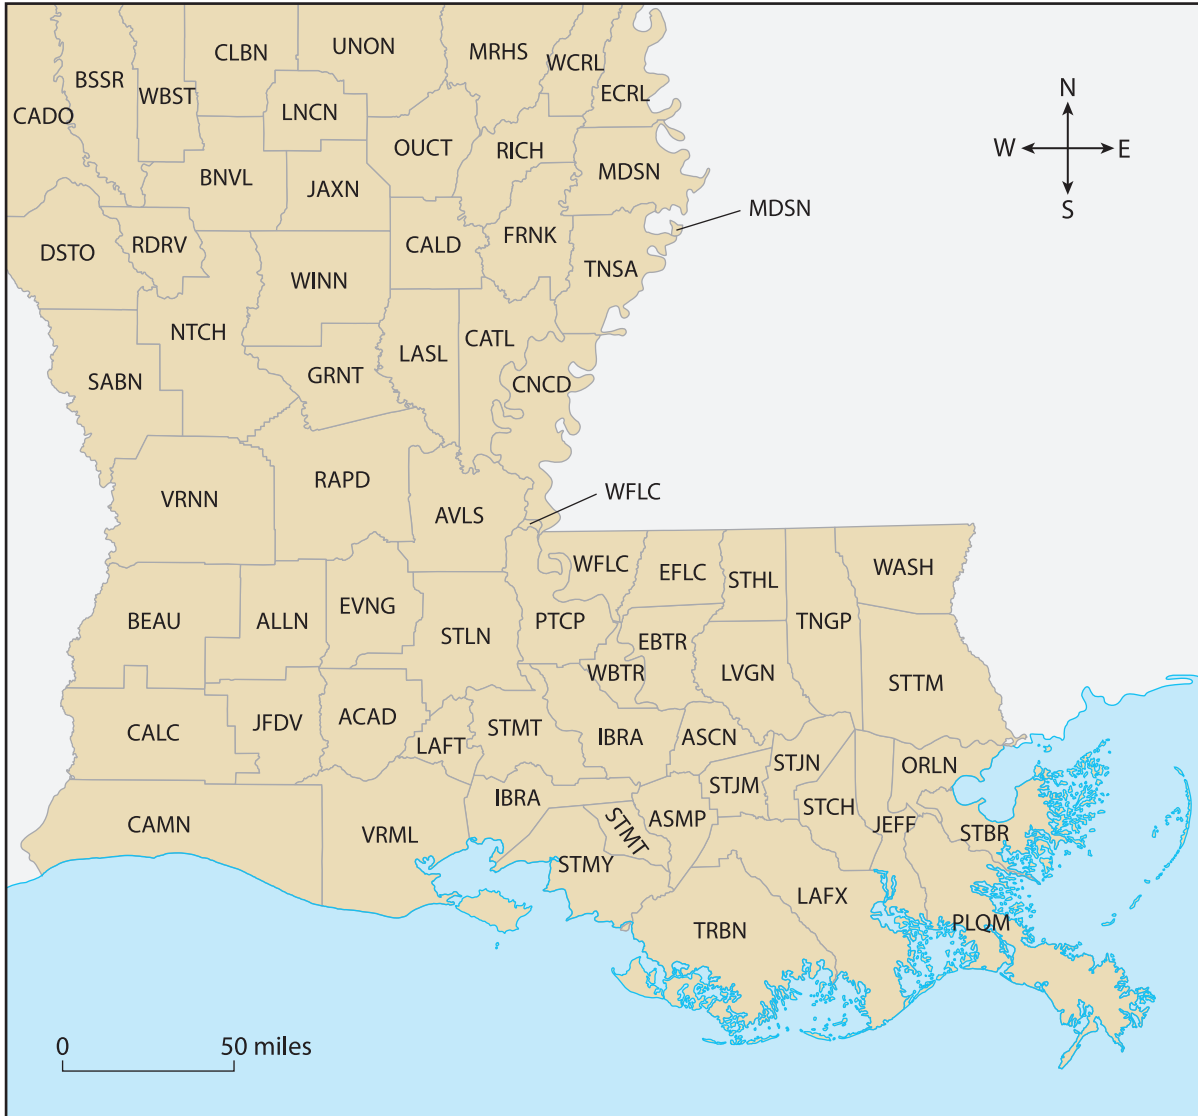 CLBN
UNON
MRHS
WCRL
BSSR
WBST
ECRL
CADO
LNCN
OUCT
RICH
N
W
E
S
BNVL
JAXN
MDSN
MDSN
RDRV
DSTO
CALD
FRNK
TNSA
WINN
NTCH
LASL
CATL
SABN
GRNT
CNCD
VRNN
RAPD
AVLS
WFLC
WFLC
EFLC
STHL
WASH
BEAU
ALLN
EVNG
STLN
PTCP
EBTR
TNGP
WBTR
LVGN
STTM
CALC
JFDV
ACAD
LAFT
STMT
IBRA
ASCN
STJN
ORLN
STJM
IBRA
STCH
CAMN
VRML
STMT
ASMP
JEFF
STBR
STMY
LAFX
TRBN
PLQM
0
50 miles